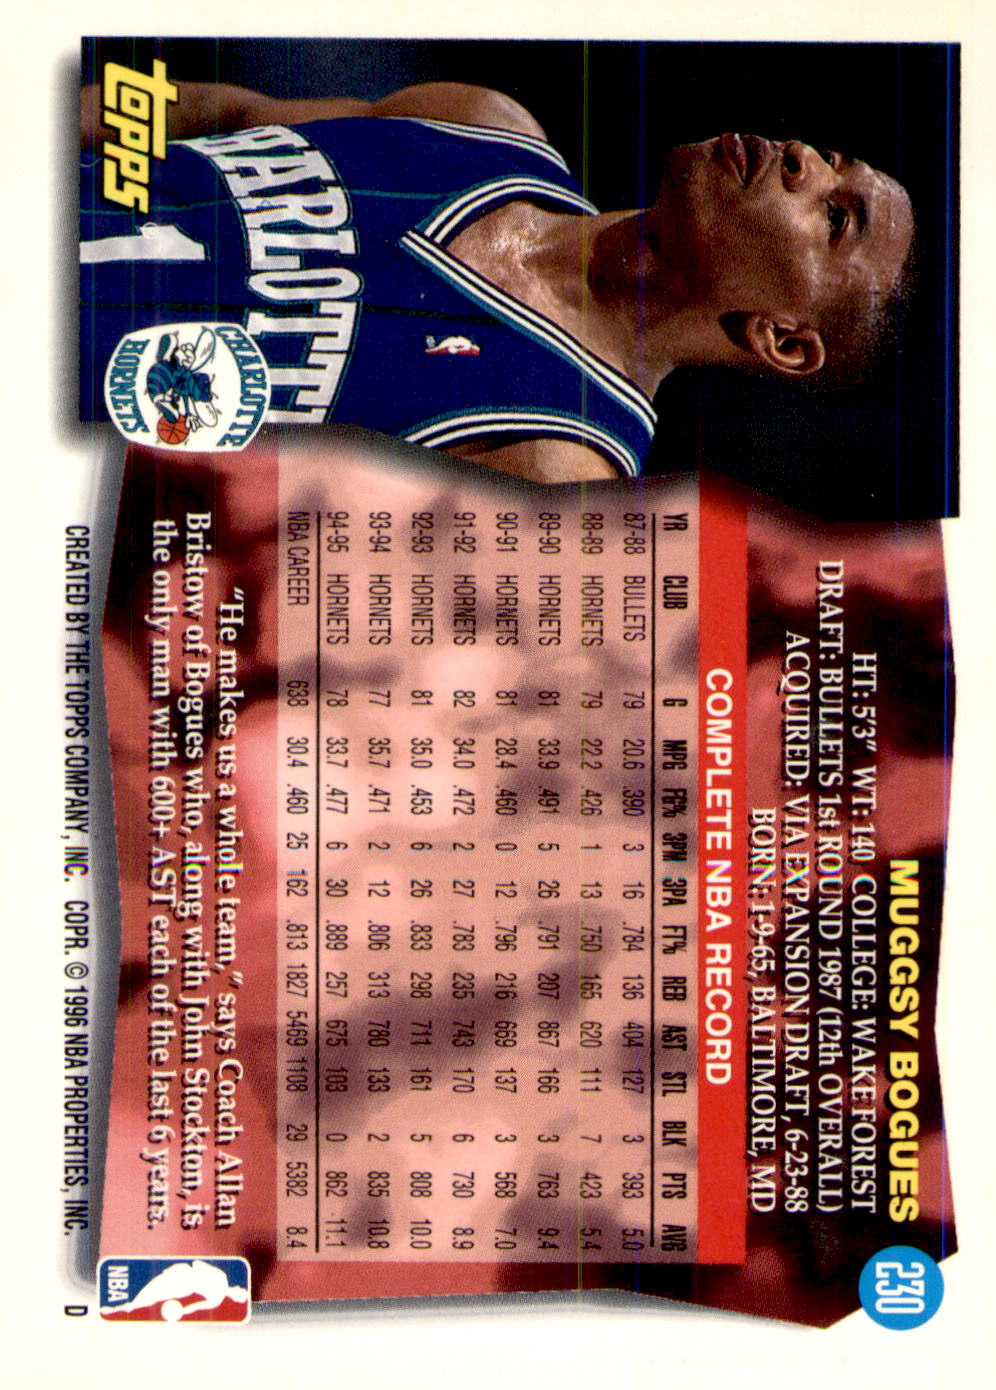 230
MUGGSY BOGUES
HT: 5'3" WT: 140 COLLEGE: WAKE FOREST
DRAFT: BULLETS 1st ROUND 1987 (12th OVERALL)
ACQUIRED: VIA EXPANSION DRAFT, 6-23-88
BORN: 1-9-65, BALTIMORE, MD
COMPLETE NBA RECORD
YR CLUB G MPG FG% 3PM 3PA FT% REB AST STL BLK PTS AVG
87-88 BULLETS 79 20.6 .390 3 16 .784 136 404 127 3 393 5.0
88-89 HORNETS 79 22.2 .426 1 13 .750 165 620 111 7 423 5.4
89-90 HORNETS 81 33.9 .491 5 26 .791 207 867 166 3 763 9.4
90-91 HORNETS 81 28.4 .460 0 12 .796 216 669 137 3 568 7.0
91-92 HORNETS 82 34.0 .472 2 27 .783 235 743 170 6 730 8.9
92-93 HORNETS 81 35.0 .453 6 26 .833 298 711 161 5 808 10.0
93-94 HORNETS 77 35.7 .471 2 12 .806 313 780 133 2 835 10.8
94-95 HORNETS 78 33.7 .477 6 30 .889 257 675 103 0 862 11.1
NBA CAREER 638 30.4 .460 25 162 .813 1827 5469 1108 29 5382 8.4
"He makes us a whole team," says Coach Allan
Bristow of Bogues who, along with John Stockton, is
the only man with 600+ AST each of the last 6 years.
CREATED BY THE TOPPS COMPANY, INC. COPR. © 1996 NBA PROPERTIES, INC. D
NBA
CHARLOTTE
HORNETS
HARLOTT
1
TOPPS